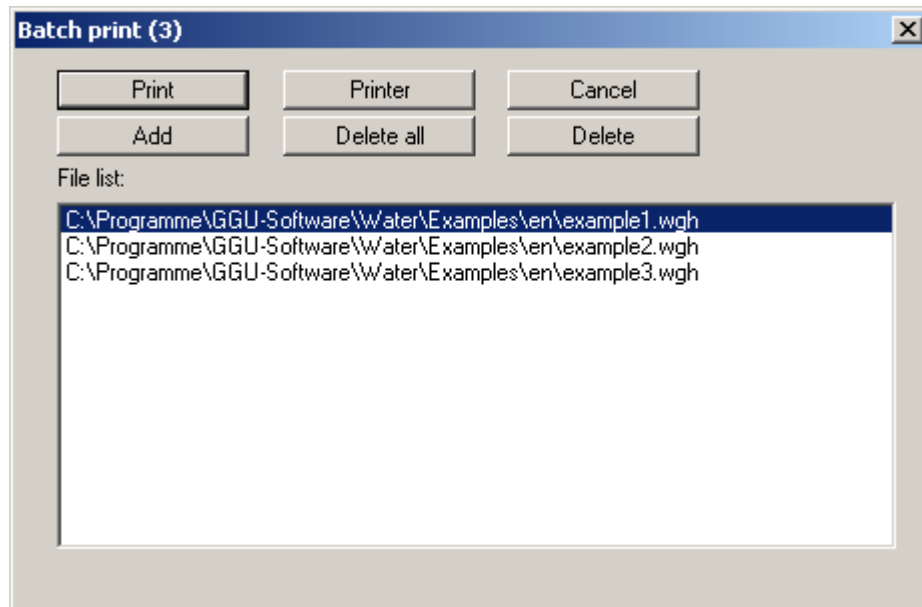 Batch print (3)
Print Printer Cancel
Add Delete all Delete
File list:
C:\Programme\GGU-Software\Water\Examples\en\example1.wgh
C:\Programme\GGU-Software\Water\Examples\en\example2.wgh
C:\Programme\GGU-Software\Water\Examples\en\example3.wgh